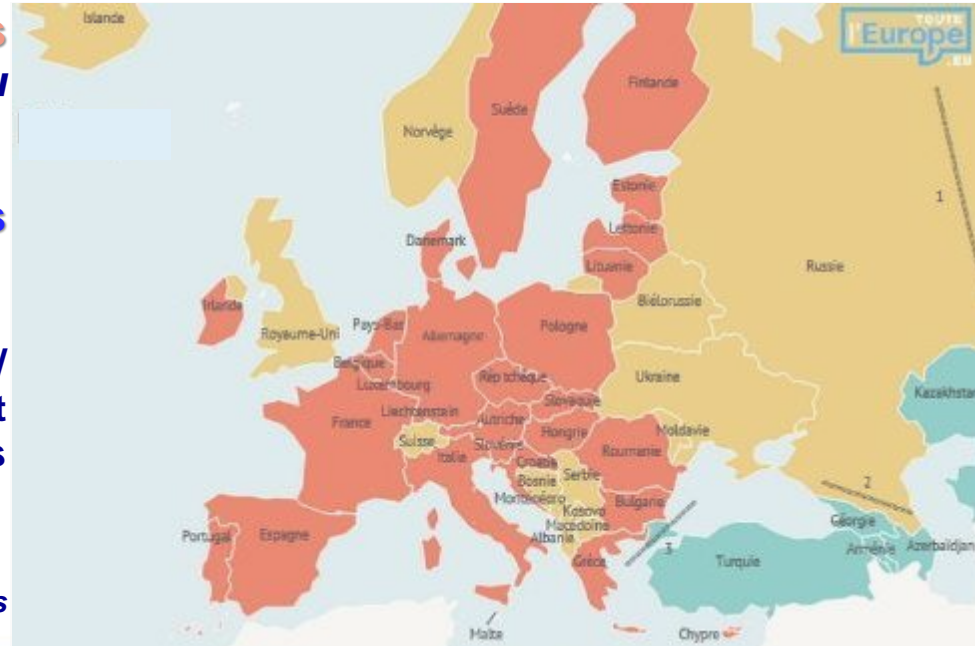 Islande
TOUTE
l'Europe
.EU
Finlande
Suède
Norvège
Estonie
1
Lettonie
Danemark
Lituanie
Russie
Biélorussie
Irlande
Royaume-Uni
Pays-Bas
Allemagne
Pologne
Belgique
Rép tchèque
Ukraine
Luxembourg
Slovaquie
Kazakhstan
Liechtenstein
France
Autriche
Hongrie
Moldavie
Suisse
Slovénie
Roumanie
Italie
Croatie
Bosnie
Serbie
2
Monténégro
Bulgarie
Kosovo
Géorgie
Macédoine
Portugal
Espagne
Albanie
3
Arménie
Azerbaïdjan
Grèce
Turquie
Malte
Chypre